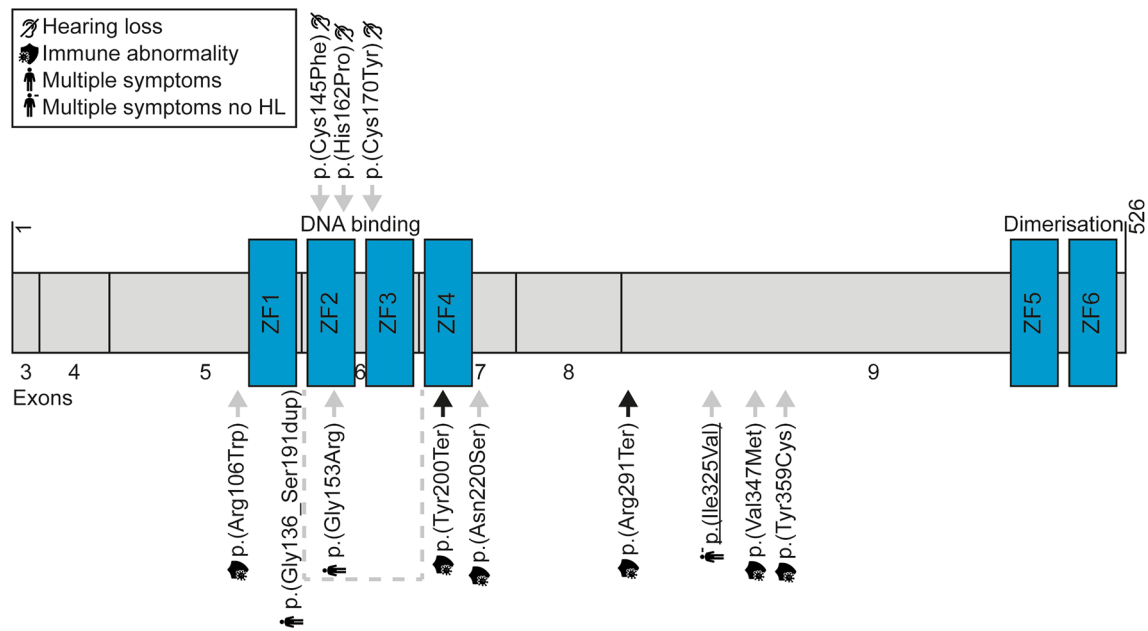 Hearing loss
Immune abnormality
Multiple symptoms
Multiple symptoms no HL
p.(Cys145Phe)
p.(His162Pro)
p.(Cys170Tyr)
1
DNA binding
Dimerisation
526
ZF1
ZF2
ZF3
ZF4
ZF5
ZF6
3
4
5
6
7
8
9
Exons
p.(Arg106Trp)
p.(Gly136_Ser191dup)
p.(Gly153Arg)
p.(Tyr200Ter)
p.(Asn220Ser)
p.(Arg291Ter)
p.(Ile325Val)
p.(Val347Met)
p.(Tyr359Cys)